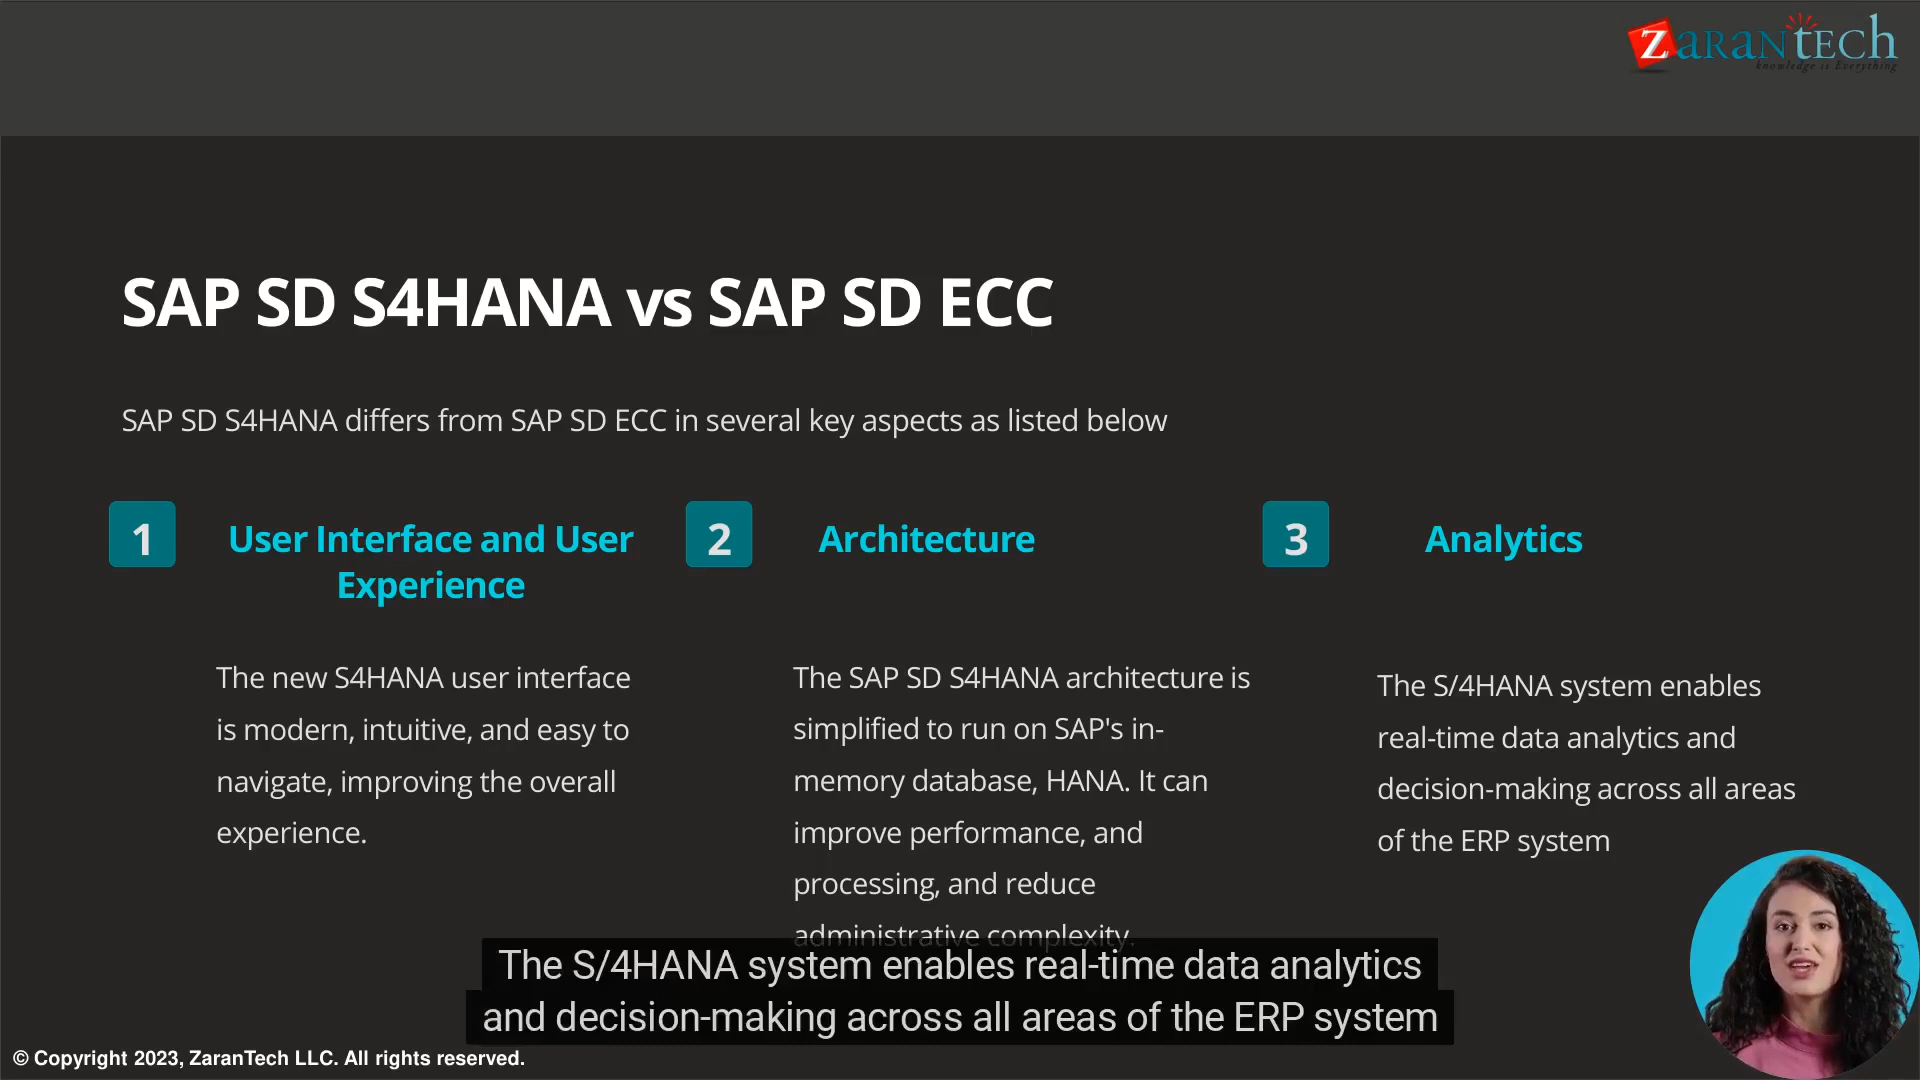 ZaranTech
knowledge is Everything
SAP SD S4HANA vs SAP SD ECC
SAP SD S4HANA differs from SAP SD ECC in several key aspects as listed below
1
User Interface and User
Experience
The new S4HANA user interface
is modern, intuitive, and easy to
navigate, improving the overall
experience.
2
Architecture
The SAP SD S4HANA architecture is
simplified to run on SAP's in-
memory database, HANA. It can
improve performance, and
processing, and reduce
administrative complexity.
3
Analytics
The S/4HANA system enables
real-time data analytics and
decision-making across all areas
of the ERP system
The S/4HANA system enables real-time data analytics
and decision-making across all areas of the ERP system
© Copyright 2023, ZaranTech LLC. All rights reserved.